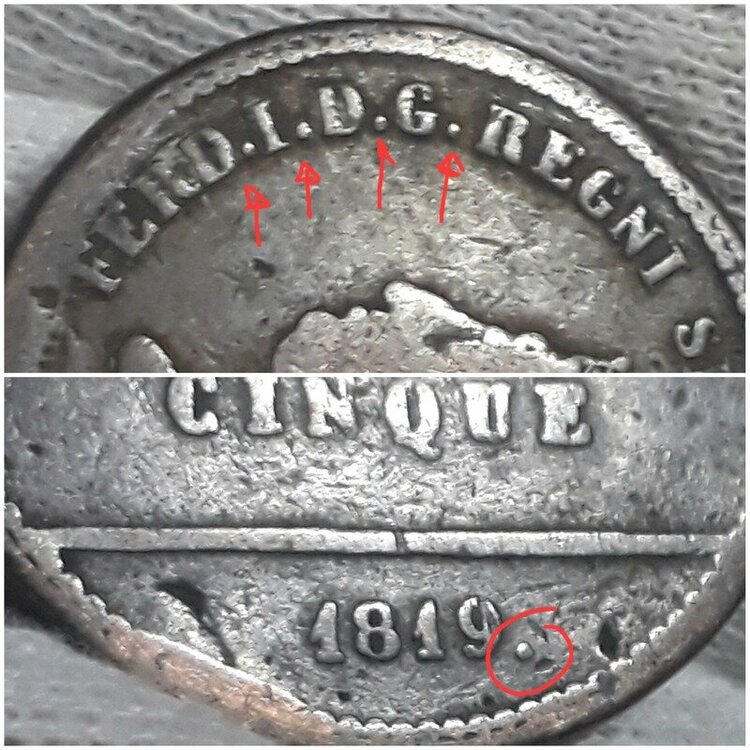 FERD.I.D.G. REGNI S
CINQUE
1819.